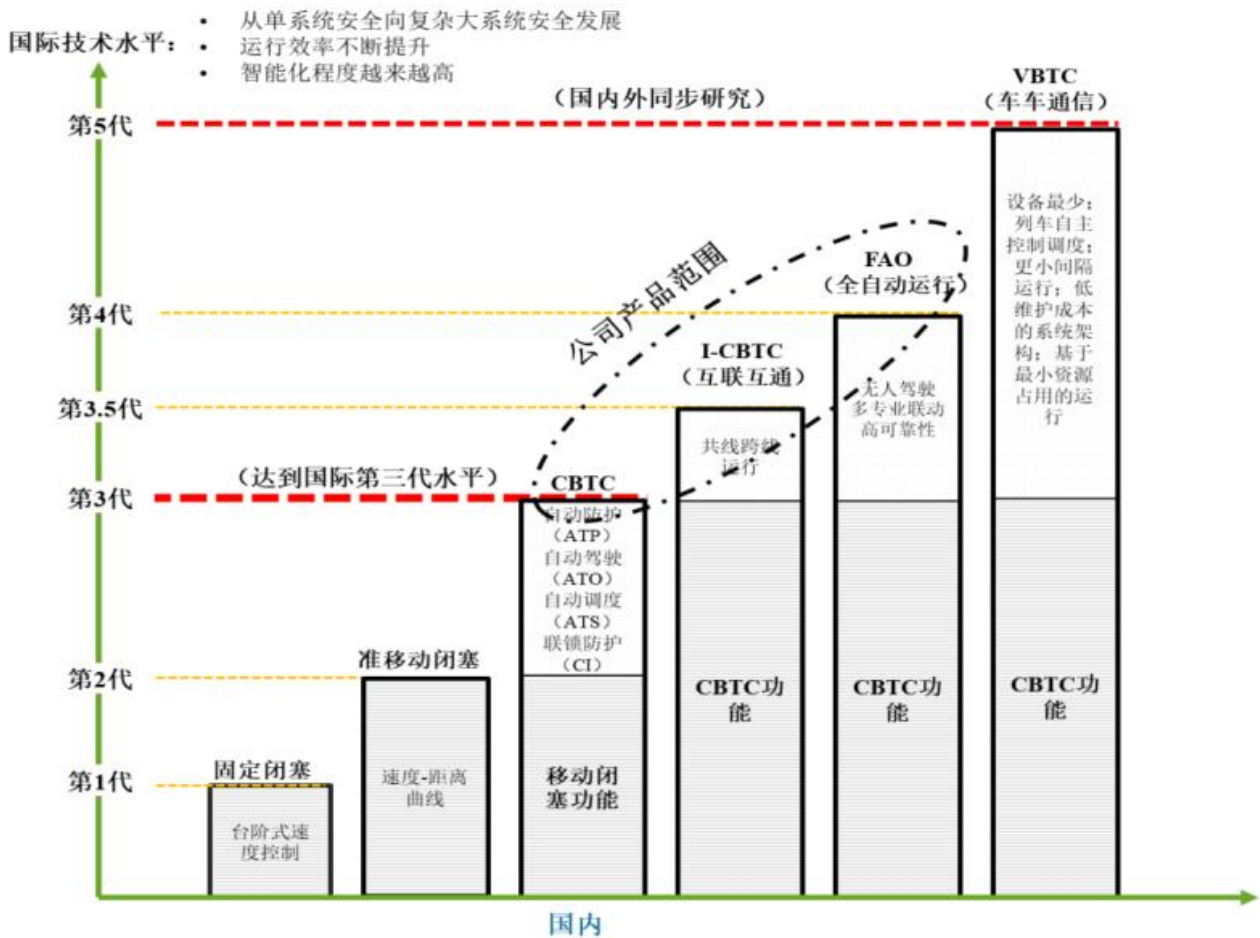 国际技术水平：
• 从单系统安全向复杂大系统安全发展
• 运行效率不断提升
• 智能化程度越来越高
第5代
（国内外同步研究）
VBTC
（车车通信）
设备最少；
列车自主
控制调度；
更小间隔
运行；低
维护成本
的系统架
构；基于
最小资源
占用的运
行
CBTC功
能
公司产品范围
第4代
FAO
（全自动运行）
无人驾驶
多专业联动
高可靠性
CBTC功
能
第3.5代
I-CBTC
（互联互通）
共线跨线
运行
CBTC功
能
第3代
（达到国际第三代水平）
CBTC
自动防护
（ATP）
自动驾驶
（ATO）
自动调度
（ATS）
联锁防护
（CI）
移动闭
塞功能
第2代
准移动闭塞
速度-距离
曲线
第1代
固定闭塞
台阶式速
度控制
国内